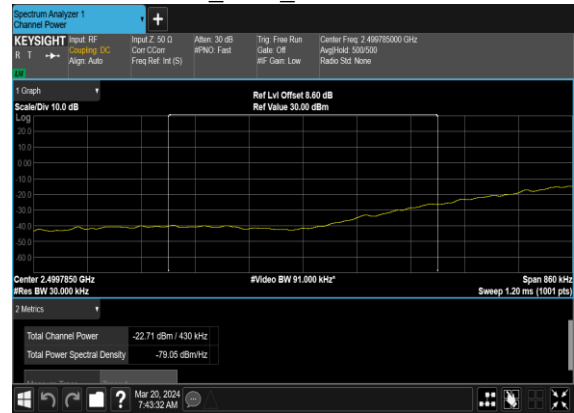 Spectrum Analyzer 1
Channel Power
+
KEYSIGHT Input: RF Input Z: 50 Ω Atten: 30 dB Trig: Free Run Center Freq: 2.499785000 GHz
R T Coupling: DC Corr CCorr #PNO: Fast Gate: Off Avg|Hold: 500/500
Align: Auto Freq Ref: Int (S) #IF Gain: Low Radio Std: None
1 Graph
Ref Lvl Offset 8.60 dB
Scale/Div 10.0 dB Ref Value 30.00 dBm
Log
20.0
10.0
0.00
-10.0
-20.0
-30.0
-40.0
-50.0
-60.0
Center 2.4997850 GHz #Video BW 91.000 kHz* Span 860 kHz
#Res BW 30.000 kHz Sweep 1.20 ms (1001 pts)
2 Metrics
Total Channel Power -22.71 dBm / 430 kHz
Total Power Spectral Density -79.05 dBm/Hz
?
Mar 20, 2024
7:43:32 AM